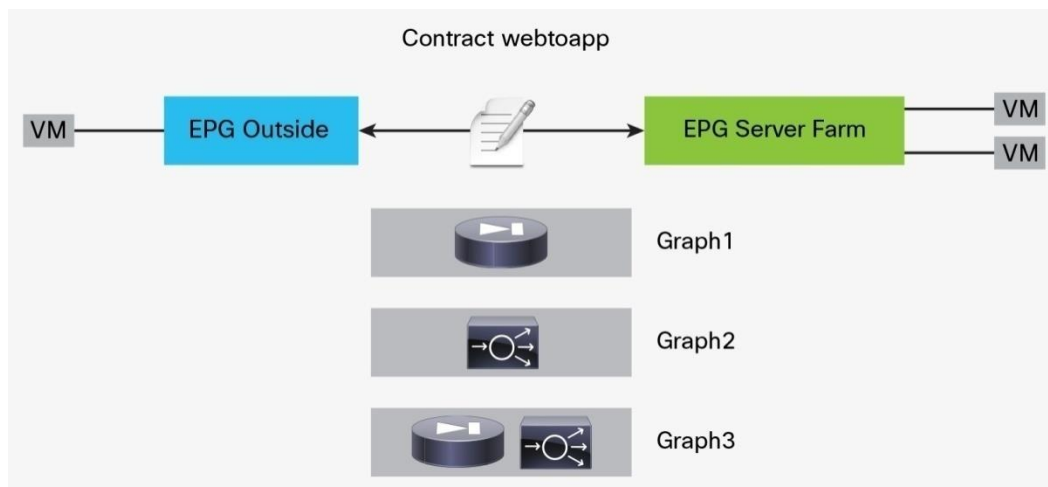 Contract webtoapp
VM
EPG Outside
EPG Server Farm
VM
VM
Graph1
Graph2
Graph3